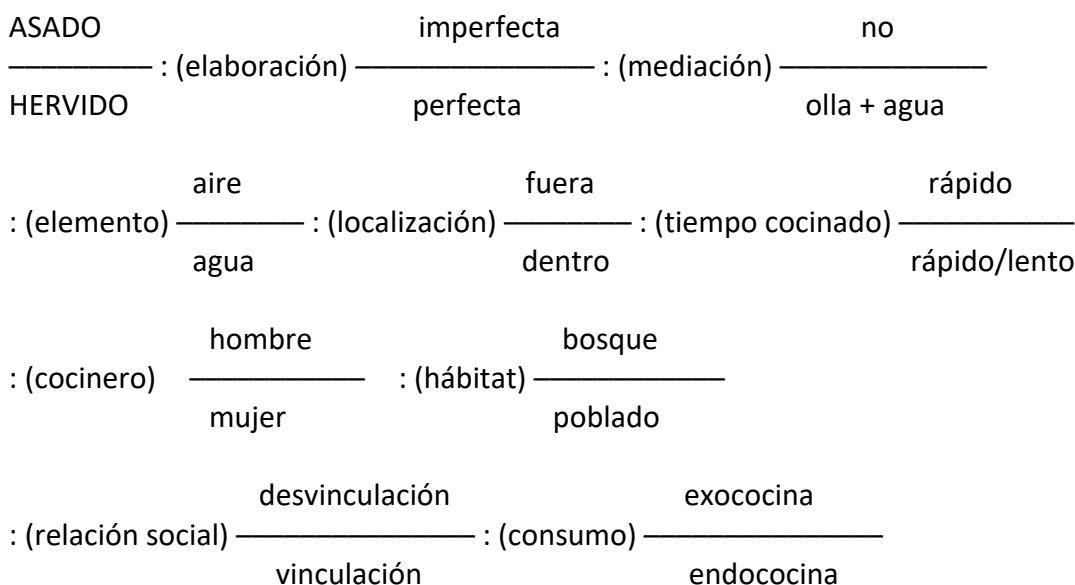 ASADO imperfecta no
————————— : (elaboración) ——————————————— : (mediación) —————————————
HERVIDO perfecta olla + agua
aire fuera rápido
: (elemento) ———————— : (localización) ———————— : (tiempo cocinado) ———————————
agua dentro rápido/lento
hombre bosque
: (cocinero) ——————————— : (hábitat) ————————————
mujer poblado
desvinculación exococina
: (relación social) ——————————————— : (consumo) ———————————————
vinculación endococina